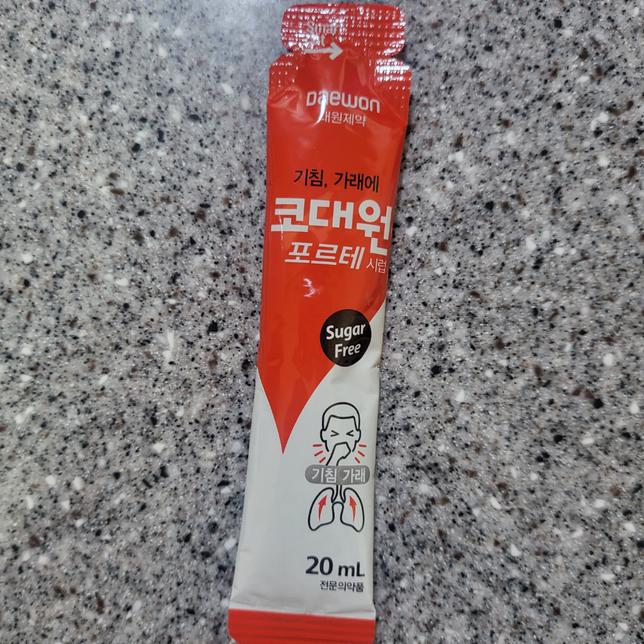 Daewon
대원제약
기침, 가래에
코대원
포르테 시럽
Sugar
Free
기침 가래
20 mL
전문의약품